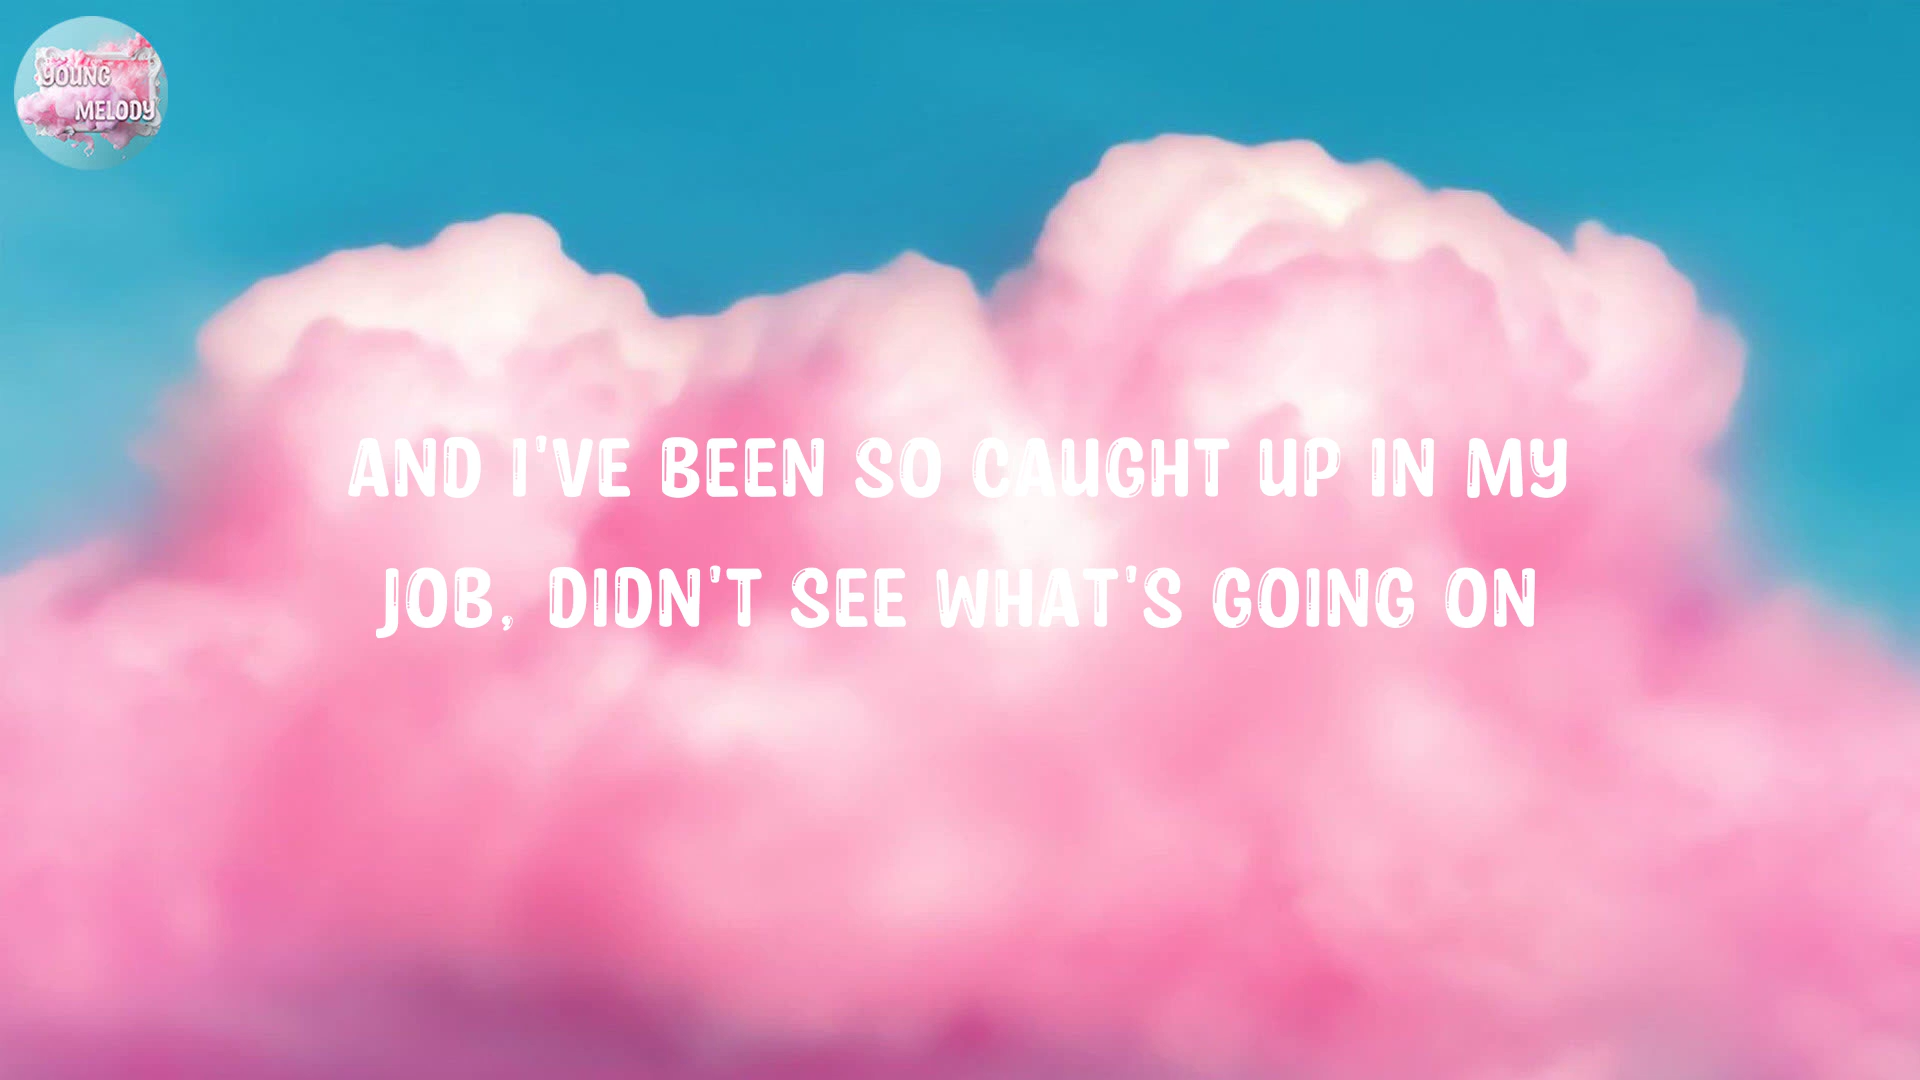 YOUNG
MELODY
AND I'VE BEEN SO CAUGHT UP IN MY
JOB, DIDN'T SEE WHAT'S GOING ON